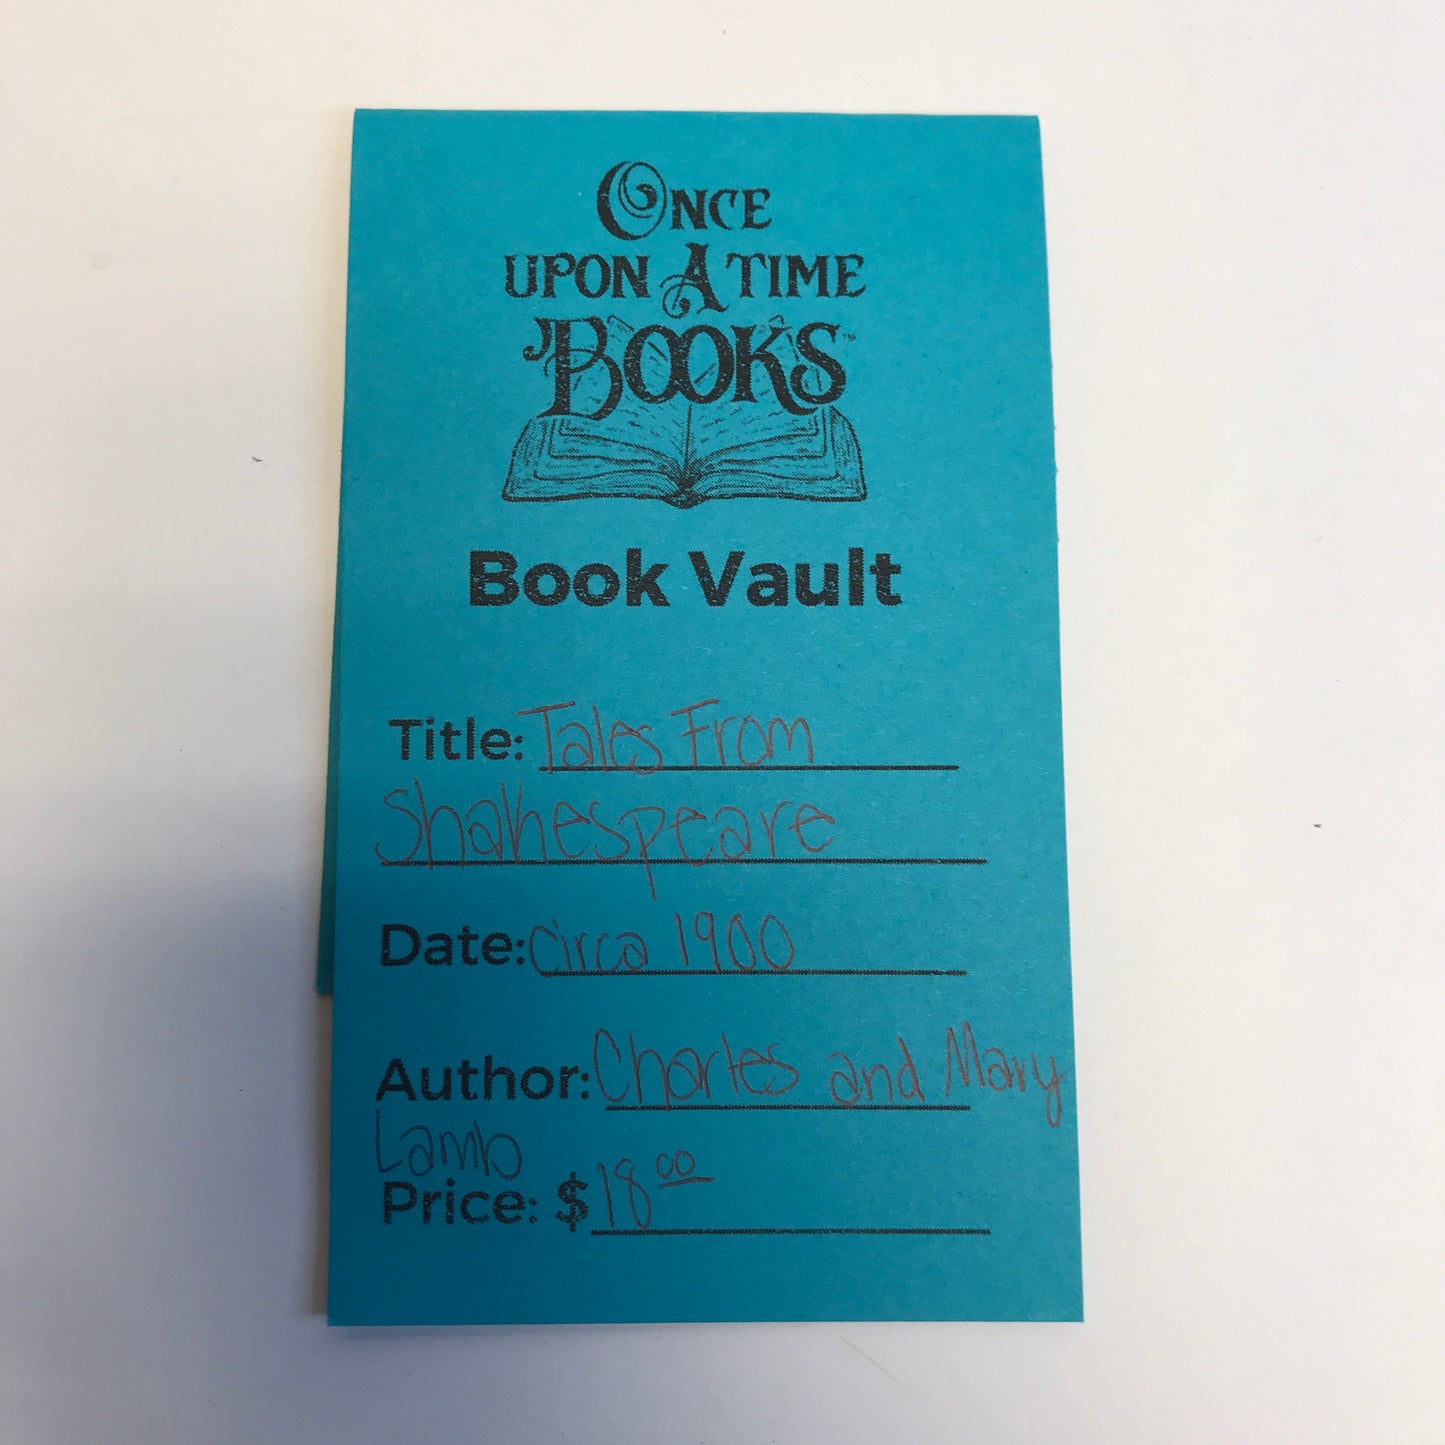 ONCE
UPON A TIME
BOOKS™
Book Vault
Title: Tales From
Shakespeare
Date: Circa 1900
Author: Charles and Mary
Lamb
Price: $18.00